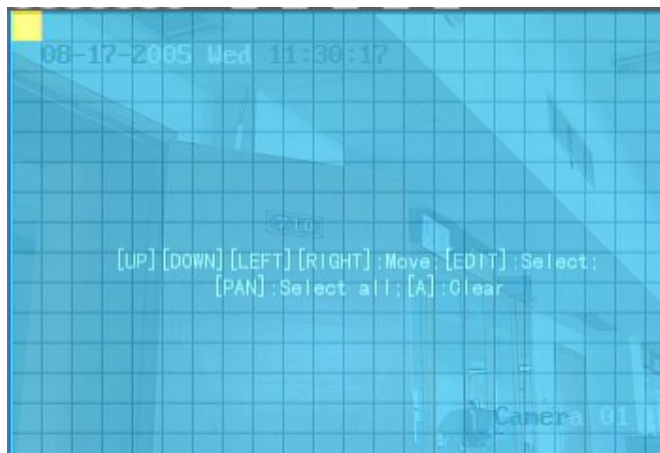 08-17-2005 Wed 11:30:17
710
[UP][DOWN][LEFT][RIGHT]:Move;[EDIT]:Select;
[PAN]:Select all;[A]:Clear
Camera 01